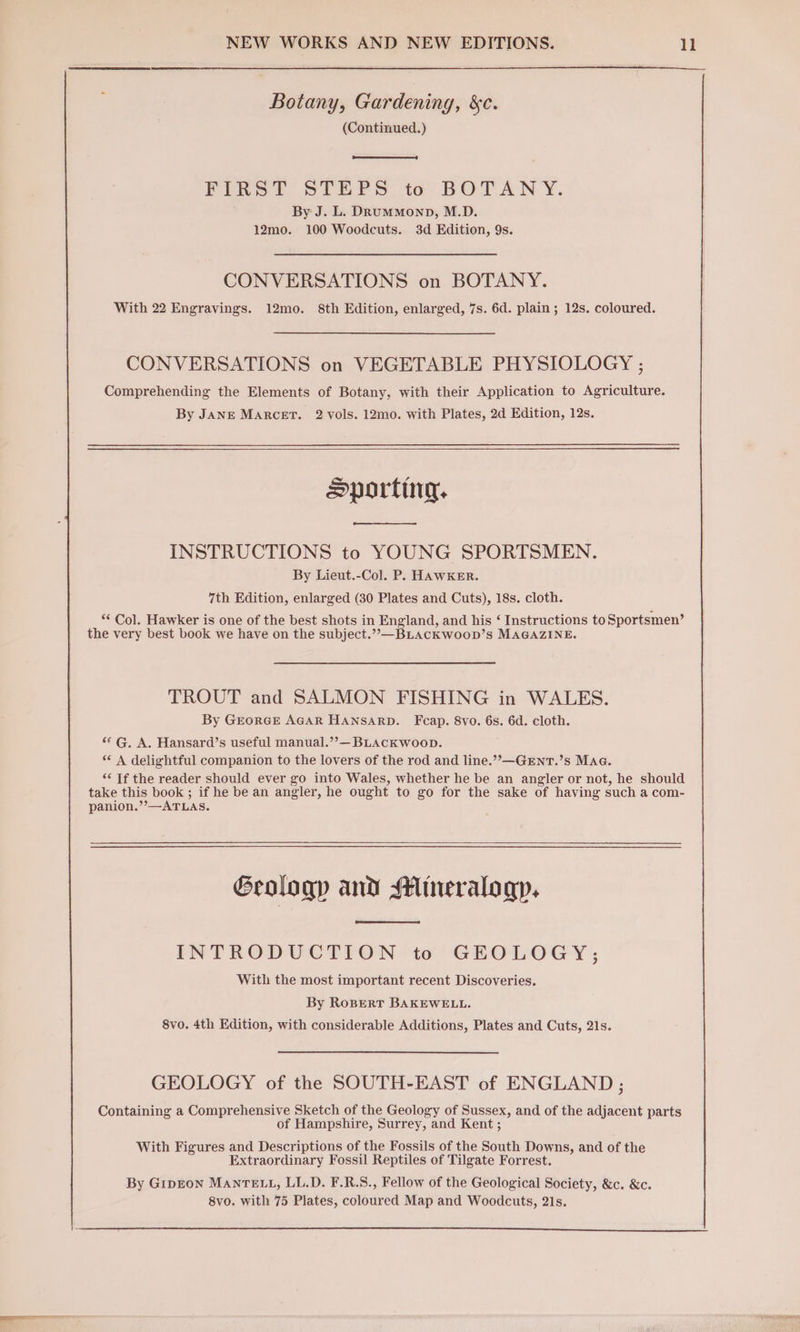 NEW WORKS AND NEW EDITIONS. 11
Botany, Gardening, &c.
(Continued.)
FIRST STEPS to BOTANY.
By J. L. DRUMMOND, M.D.
12mo. 100 Woodcuts. 3d Edition, 9s.
CONVERSATIONS on BOTANY.
With 22 Engravings. 12mo. 8th Edition, enlarged, 7s. 6d. plain; 12s. coloured.
CONVERSATIONS on VEGETABLE PHYSIOLOGY;
Comprehending the Elements of Botany, with their Application to Agriculture.
By JANE MARCET. 2 vols. 12mo. with Plates, 2d Edition, 12s.
Sporting.
INSTRUCTIONS to YOUNG SPORTSMEN.
By Lieut.-Col. P. HAWKER.
7th Edition, enlarged (30 Plates and Cuts), 18s. cloth.
“ Col. Hawker is one of the best shots in England, and his ‘ Instructions to Sportsmen’
the very best book we have on the subject.”—BLACKWOOD’S MAGAZINE.
TROUT and SALMON FISHING in WALES.
By GEORGE AGAR HANSARD. Fcap. 8vo. 6s. 6d. cloth.
“ G. A. Hansard’s useful manual.”—BLACKWOOD.
“ A delightful companion to the lovers of the rod and line.”—GENT.’S MAG.
“ If the reader should ever go into Wales, whether he be an angler or not, he should
take this book; if he be an angler, he ought to go for the sake of having such a com-
panion.”—ATLAS.
Geology and Mineralogy.
INTRODUCTION to GEOLOGY;
With the most important recent Discoveries.
By ROBERT BAKEWELL.
8vo. 4th Edition, with considerable Additions, Plates and Cuts, 21s.
GEOLOGY of the SOUTH-EAST of ENGLAND;
Containing a Comprehensive Sketch of the Geology of Sussex, and of the adjacent parts
of Hampshire, Surrey, and Kent;
With Figures and Descriptions of the Fossils of the South Downs, and of the
Extraordinary Fossil Reptiles of Tilgate Forrest.
By GIDEON MANTELL, LL.D. F.R.S., Fellow of the Geological Society, &c. &c.
8vo. with 75 Plates, coloured Map and Woodcuts, 21s.